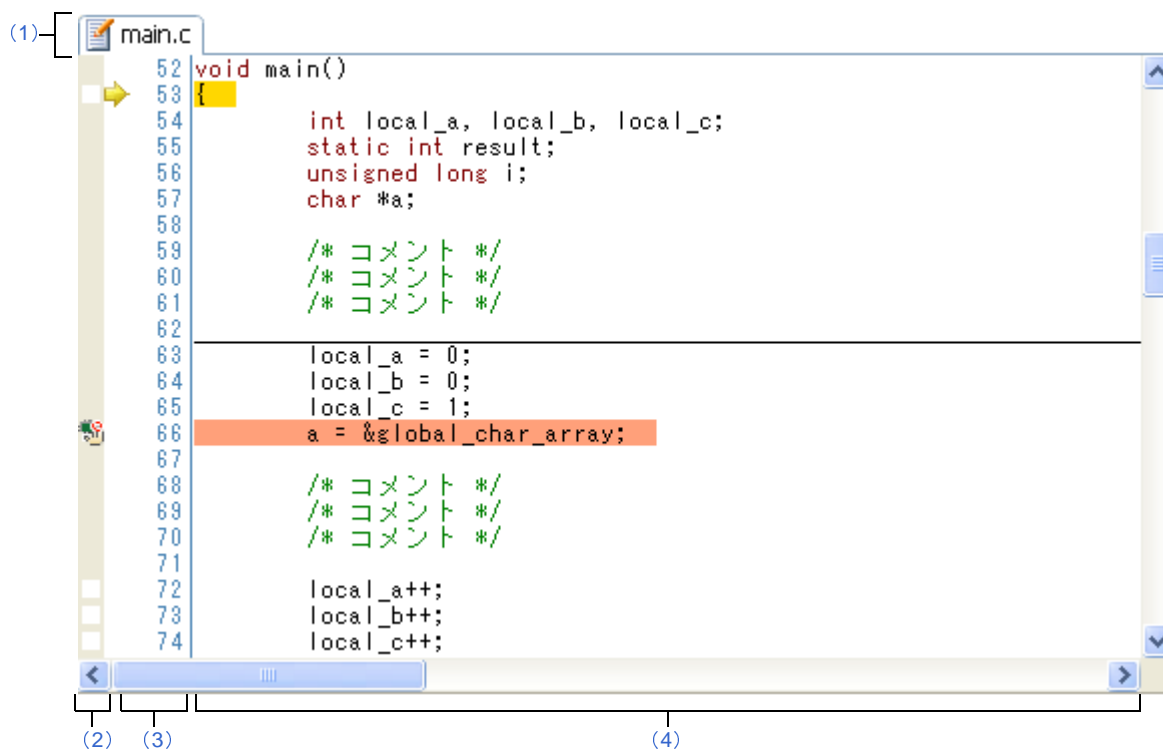 (1) main.c
52 void main()
53 {
54 int local_a, local_b, local_c;
55 static int result;
56 unsigned long i;
57 char *a;
58
59 /* コメント */
60 /* コメント */
61 /* コメント */
62
63 local_a = 0;
64 local_b = 0;
65 local_c = 1;
66 a = &global_char_array;
67
68 /* コメント */
69 /* コメント */
70 /* コメント */
71
72 local_a++;
73 local_b++;
74 local_c++;
(2) (3) (4)